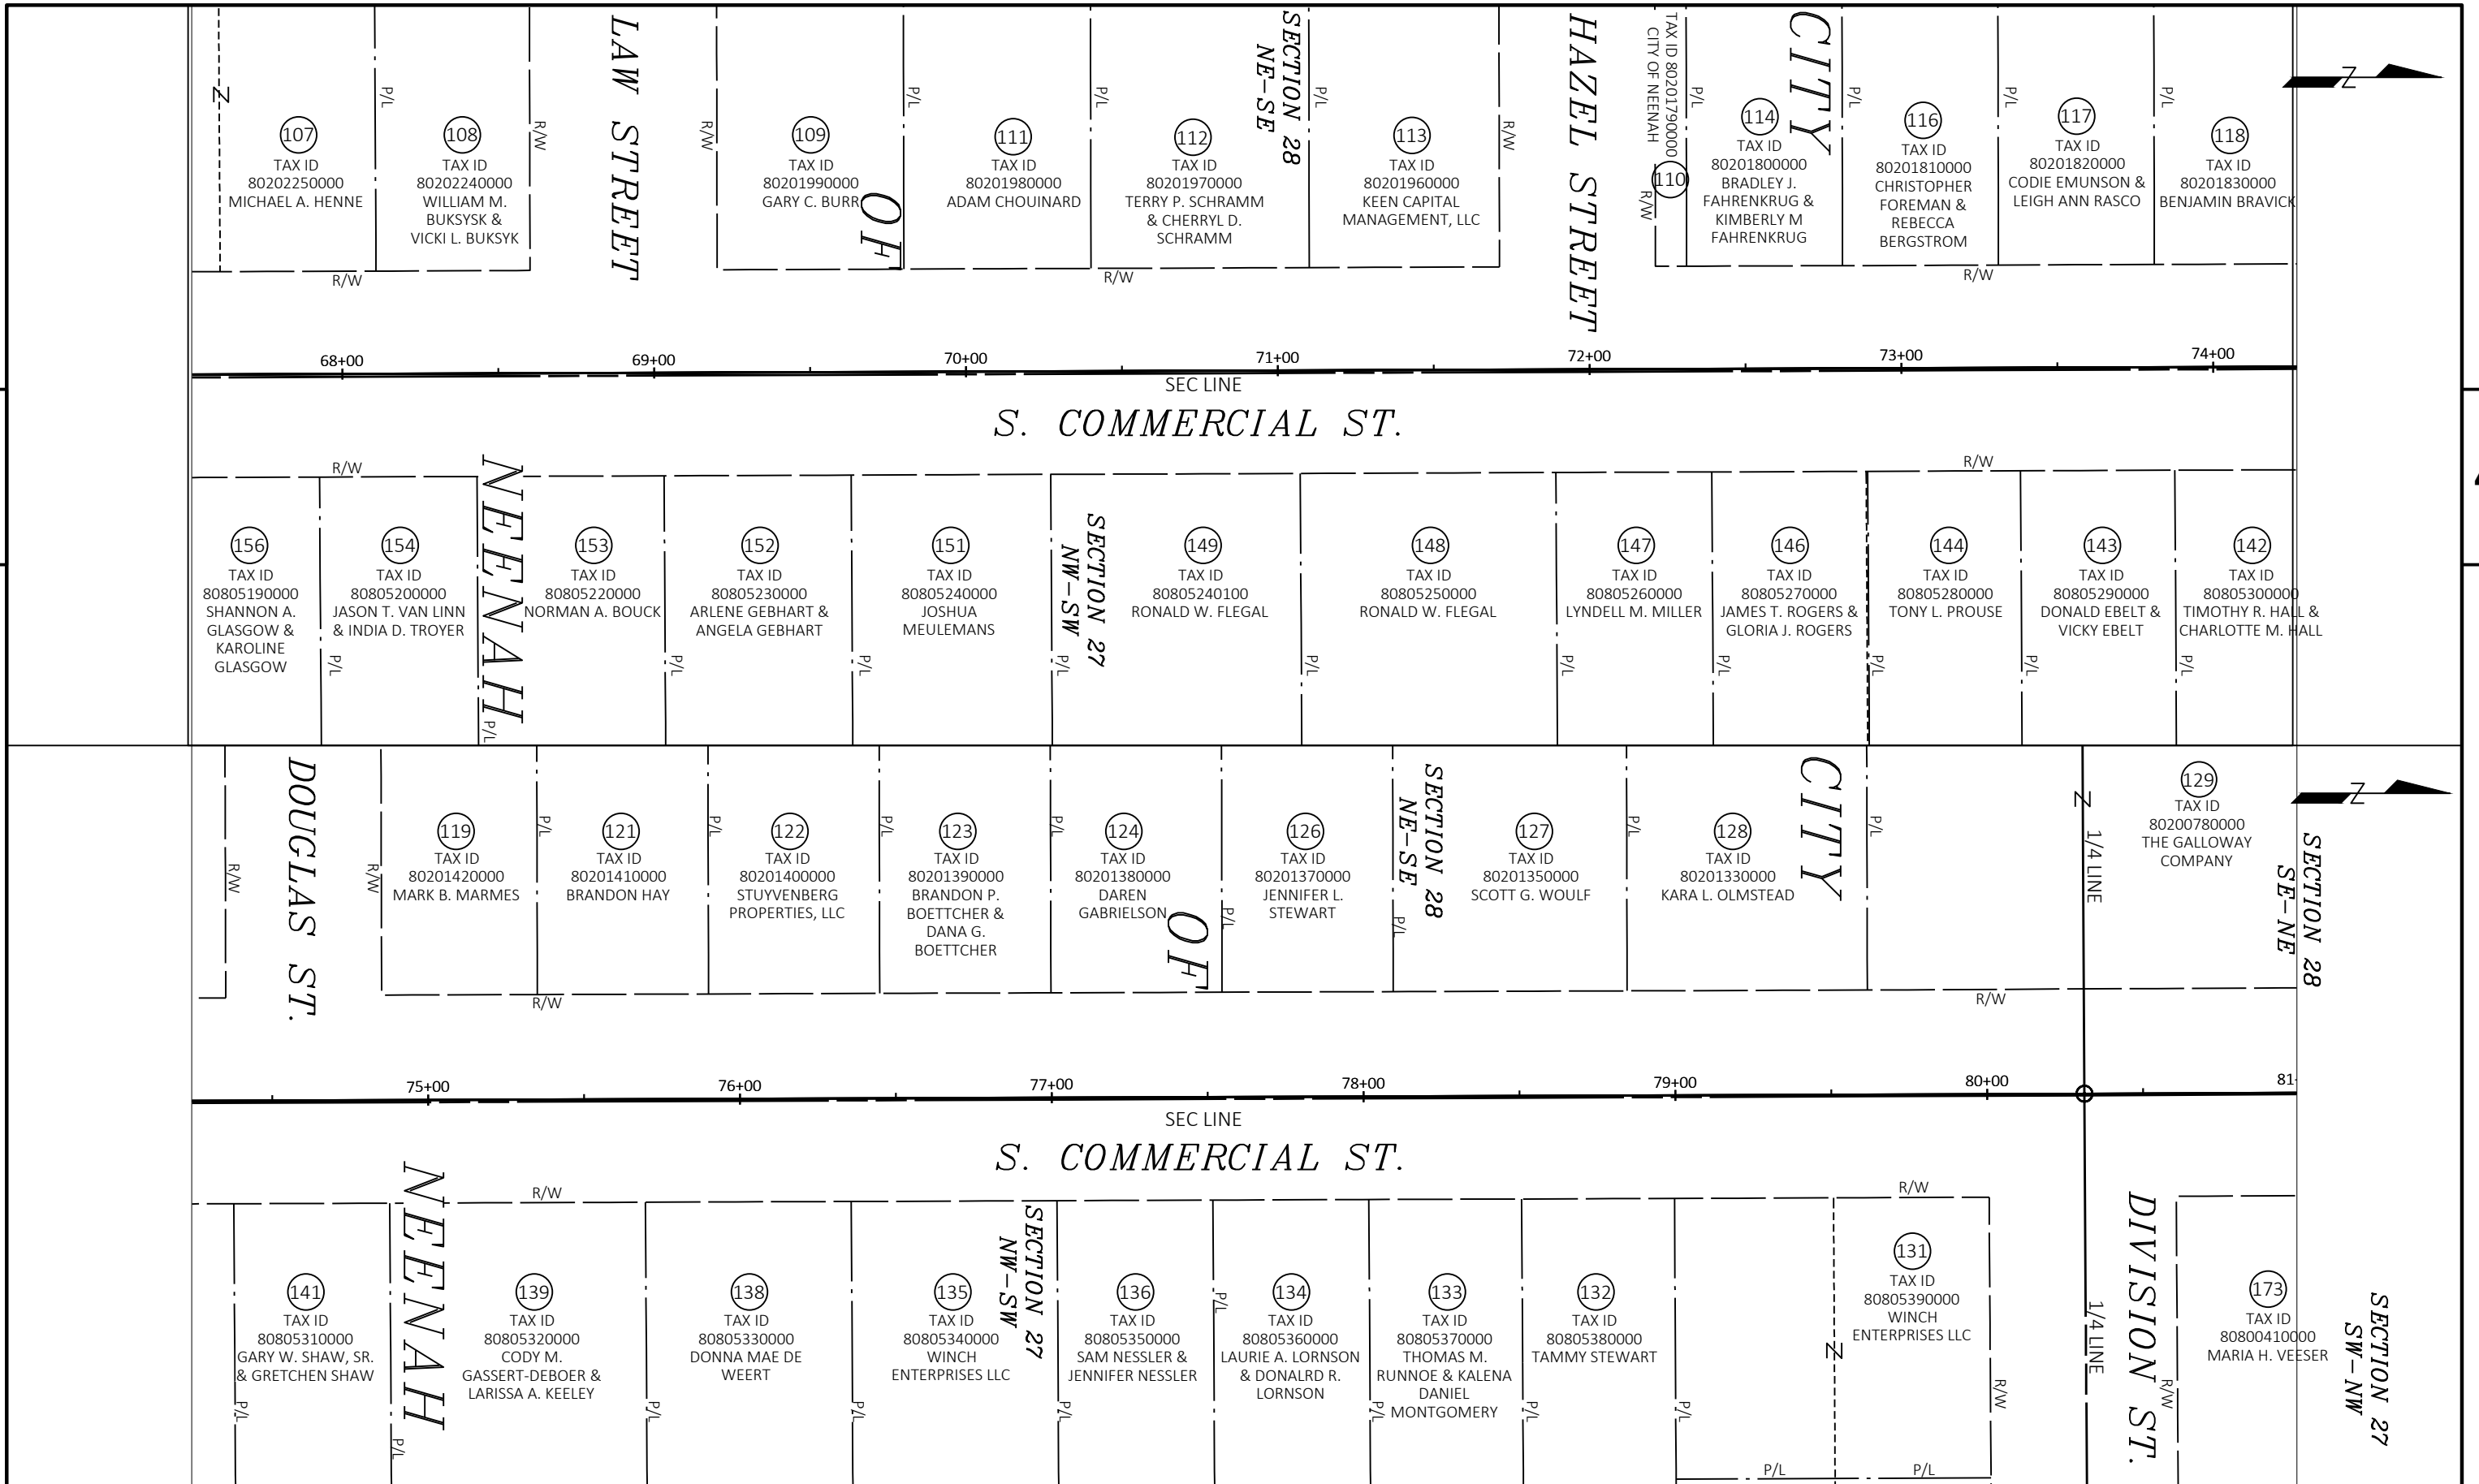 LAW STREET
SECTION 28
NE-SE
HAZEL STREET
TAX ID 80201790000
CITY OF NEENAH
110
CITY
N
N
P/L
P/L
P/L
P/L
P/L
P/L
P/L
P/L
R/W
R/W
R/W
R/W
107
TAX ID
80202250000
MICHAEL A. HENNE
108
TAX ID
80202240000
WILLIAM M.
BUKSYSK &
VICKI L. BUKSYK
109
TAX ID
80201990000
GARY C. BURR
OF
111
TAX ID
80201980000
ADAM CHOUINARD
112
TAX ID
80201970000
TERRY P. SCHRAMM
& CHERRYL D.
SCHRAMM
113
TAX ID
80201960000
KEEN CAPITAL
MANAGEMENT, LLC
114
TAX ID
80201800000
BRADLEY J.
FAHRENKRUG &
KIMBERLY M
FAHRENKRUG
116
TAX ID
80201810000
CHRISTOPHER
FOREMAN &
REBECCA
BERGSTROM
117
TAX ID
80201820000
CODIE EMUNSON &
LEIGH ANN RASCO
118
TAX ID
80201830000
BENJAMIN BRAVICK
R/W
R/W
R/W
68+00
69+00
70+00
71+00
72+00
73+00
74+00
SEC LINE
S. COMMERCIAL ST.
R/W
R/W
NEENAH
SECTION 27
NW-SW
156
TAX ID
80805190000
SHANNON A.
GLASGOW &
KAROLINE
GLASGOW
154
TAX ID
80805200000
JASON T. VAN LINN
& INDIA D. TROYER
153
TAX ID
80805220000
NORMAN A. BOUCK
152
TAX ID
80805230000
ARLENE GEBHART &
ANGELA GEBHART
151
TAX ID
80805240000
JOSHUA
MEULEMANS
149
TAX ID
80805240100
RONALD W. FLEGAL
148
TAX ID
80805250000
RONALD W. FLEGAL
147
TAX ID
80805260000
LYNDELL M. MILLER
146
TAX ID
80805270000
JAMES T. ROGERS &
GLORIA J. ROGERS
144
TAX ID
80805280000
TONY L. PROUSE
143
TAX ID
80805290000
DONALD EBELT &
VICKY EBELT
142
TAX ID
80805300000
TIMOTHY R. HALL &
CHARLOTTE M. HALL
P/L
P/L
P/L
P/L
P/L
P/L
P/L
P/L
P/L
P/L
P/L
DOUGLAS ST.
SECTION 28
NE-SE
CITY
N
1/4 LINE
N
SECTION 28
SE-NE
R/W
R/W
P/L
P/L
P/L
P/L
P/L
P/L
P/L
P/L
119
TAX ID
80201420000
MARK B. MARMES
121
TAX ID
80201410000
BRANDON HAY
122
TAX ID
80201400000
STUYVENBERG
PROPERTIES, LLC
123
TAX ID
80201390000
BRANDON P.
BOETTCHER &
DANA G.
BOETTCHER
124
TAX ID
80201380000
DAREN
GABRIELSON
OF
126
TAX ID
80201370000
JENNIFER L.
STEWART
127
TAX ID
80201350000
SCOTT G. WOULF
128
TAX ID
80201330000
KARA L. OLMSTEAD
129
TAX ID
80200780000
THE GALLOWAY
COMPANY
R/W
R/W
75+00
76+00
77+00
78+00
79+00
80+00
81
SEC LINE
S. COMMERCIAL ST.
R/W
R/W
NEENAH
SECTION 27
NW-SW
141
TAX ID
80805310000
GARY W. SHAW, SR.
& GRETCHEN SHAW
139
TAX ID
80805320000
CODY M.
GASSERT-DEBOER &
LARISSA A. KEELEY
138
TAX ID
80805330000
DONNA MAE DE
WEERT
135
TAX ID
80805340000
WINCH
ENTERPRISES LLC
136
TAX ID
80805350000
SAM NESSLER &
JENNIFER NESSLER
134
TAX ID
80805360000
LAURIE A. LORNSON
& DONALRD R.
LORNSON
133
TAX ID
80805370000
THOMAS M.
RUNNOE & KALENA
DANIEL
MONTGOMERY
132
TAX ID
80805380000
TAMMY STEWART
131
TAX ID
80805390000
WINCH
ENTERPRISES LLC
N
1/4 LINE
DIVISION ST.
173
TAX ID
80800410000
MARIA H. VEESER
SECTION 27
SW-NW
P/L
P/L
P/L
P/L
P/L
P/L
P/L
P/L
P/L
R/W
R/W
P/L
P/L